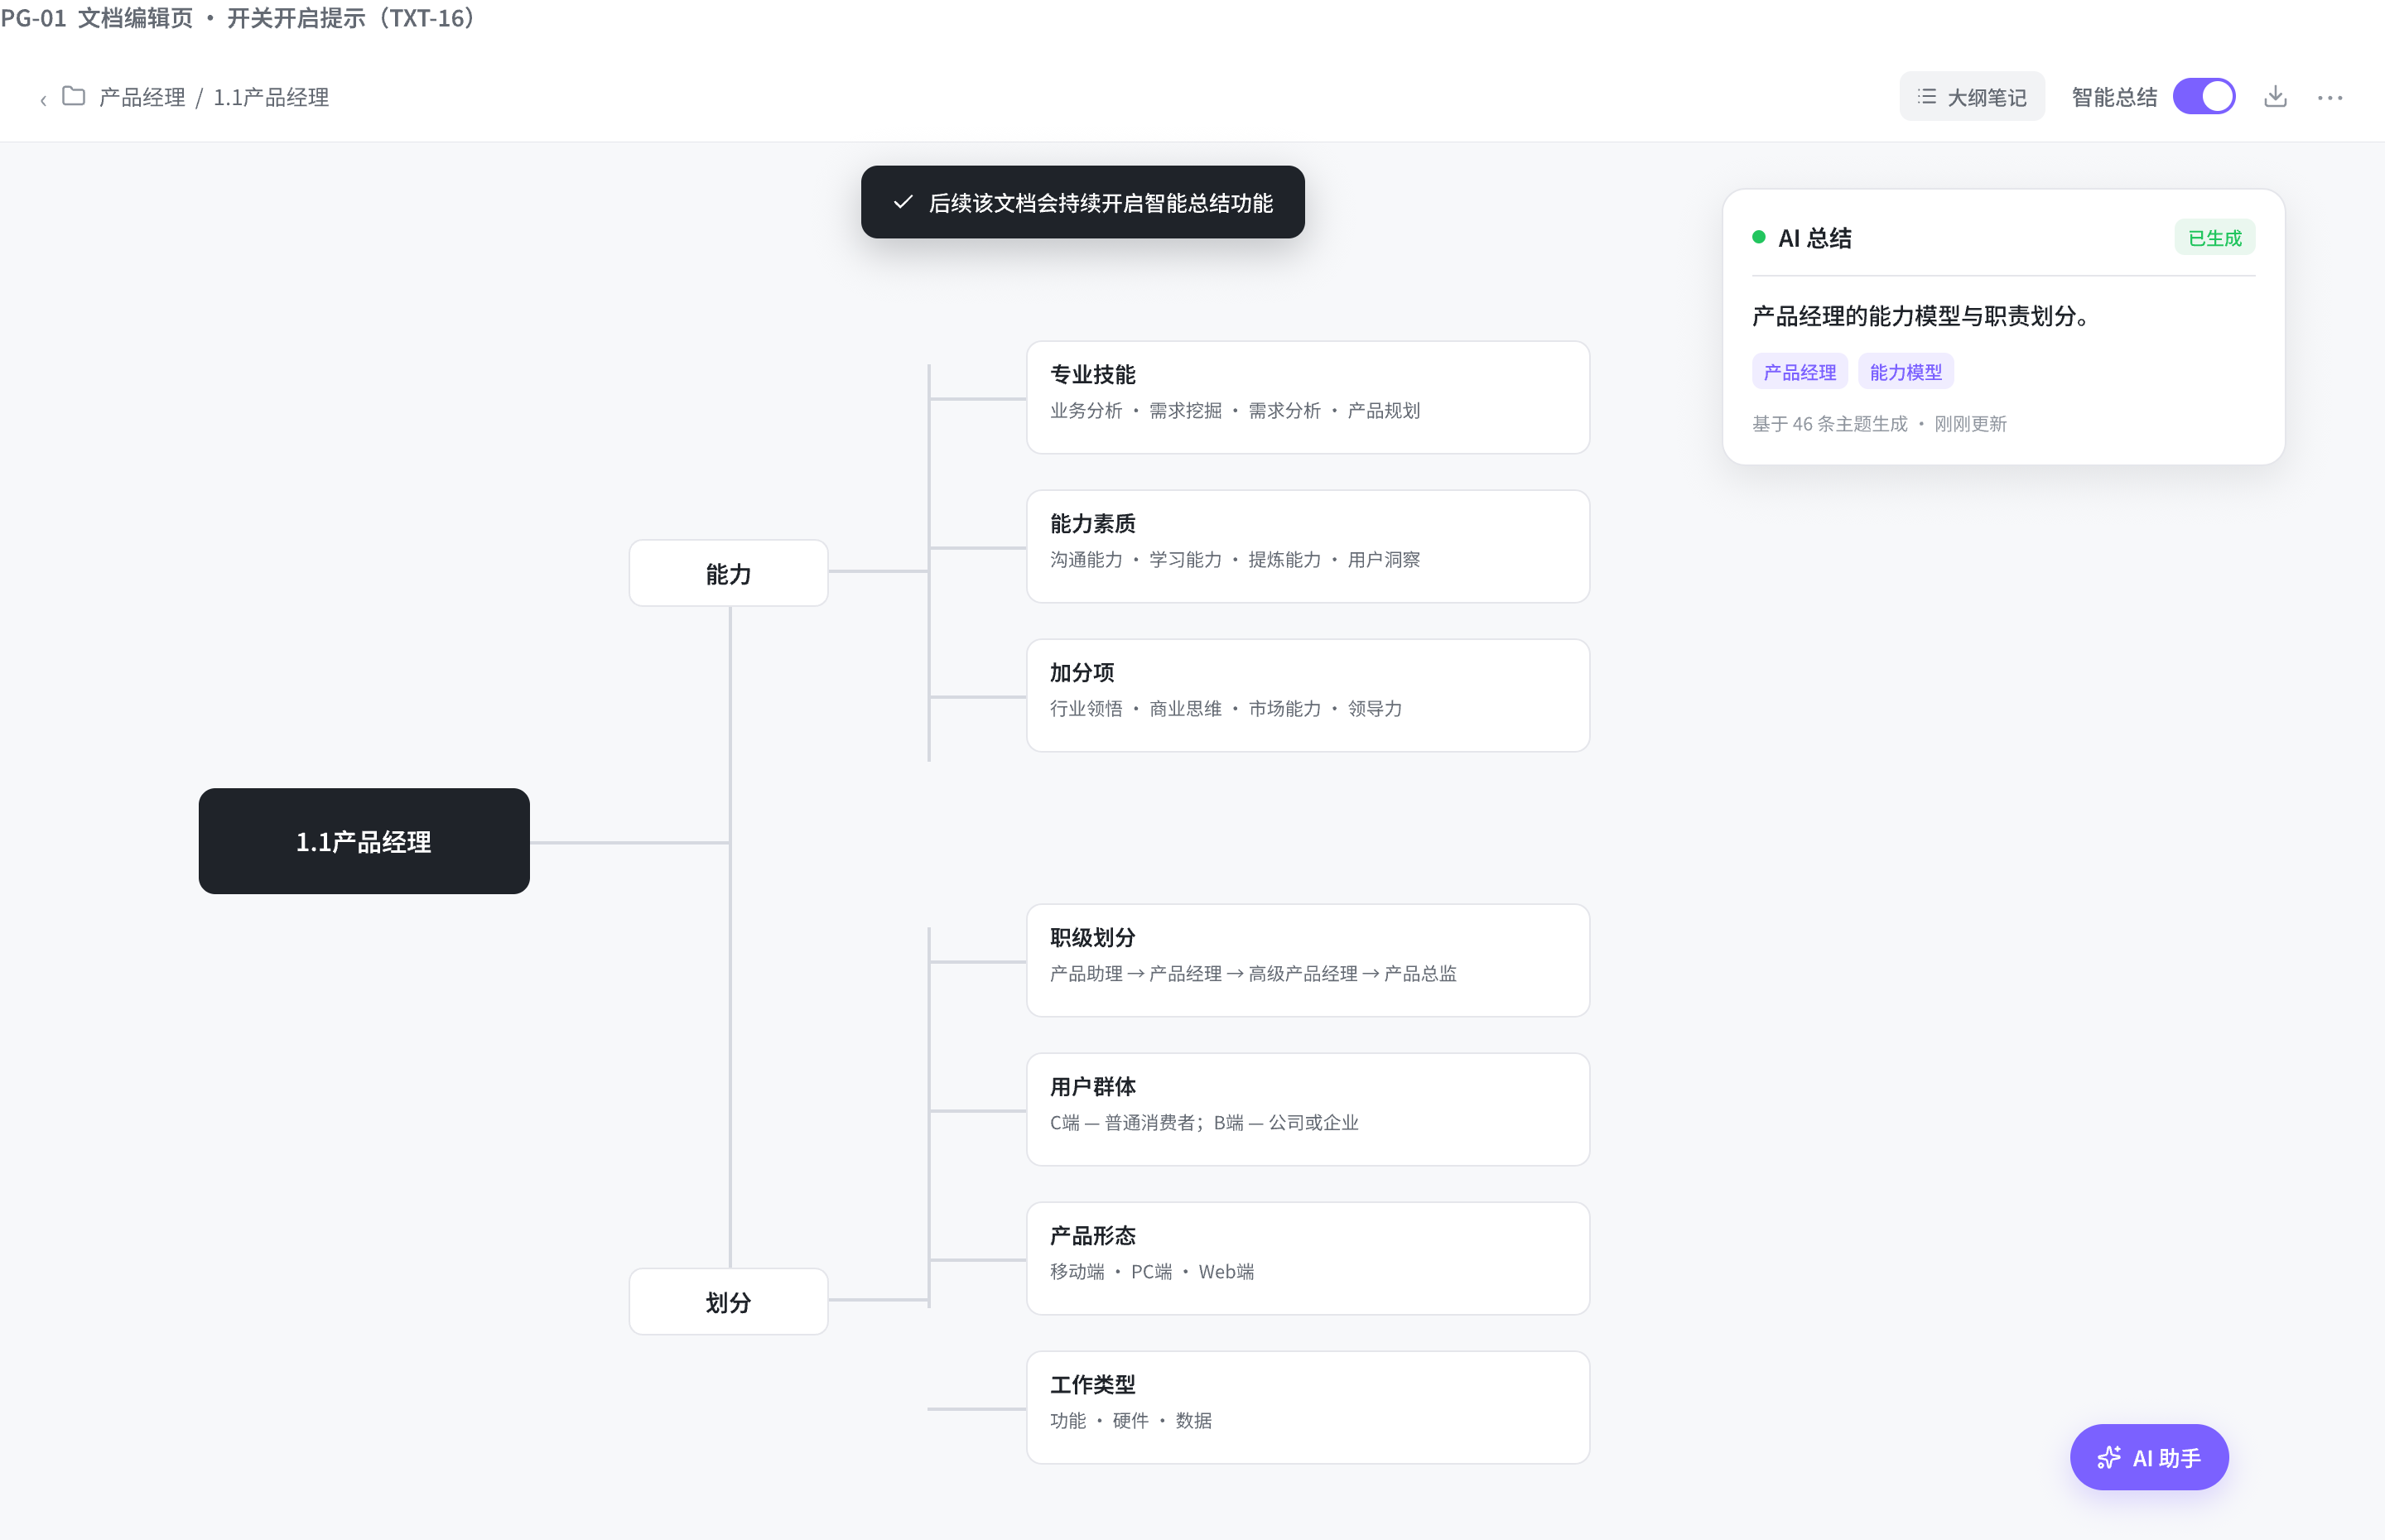 PG-01 文档编辑页 · 开关开启提示（TXT-16）
‹ 产品经理 / 1.1产品经理
大纲笔记
智能总结
后续该文档会持续开启智能总结功能
AI 总结
已生成
产品经理的能力模型与职责划分。
产品经理
能力模型
基于 46 条主题生成 · 刚刚更新
专业技能
业务分析 · 需求挖掘 · 需求分析 · 产品规划
能力素质
沟通能力 · 学习能力 · 提炼能力 · 用户洞察
能力
加分项
行业领悟 · 商业思维 · 市场能力 · 领导力
1.1产品经理
职级划分
产品助理 → 产品经理 → 高级产品经理 → 产品总监
用户群体
C端 — 普通消费者；B端 — 公司或企业
产品形态
移动端 · PC端 · Web端
划分
工作类型
功能 · 硬件 · 数据
AI 助手